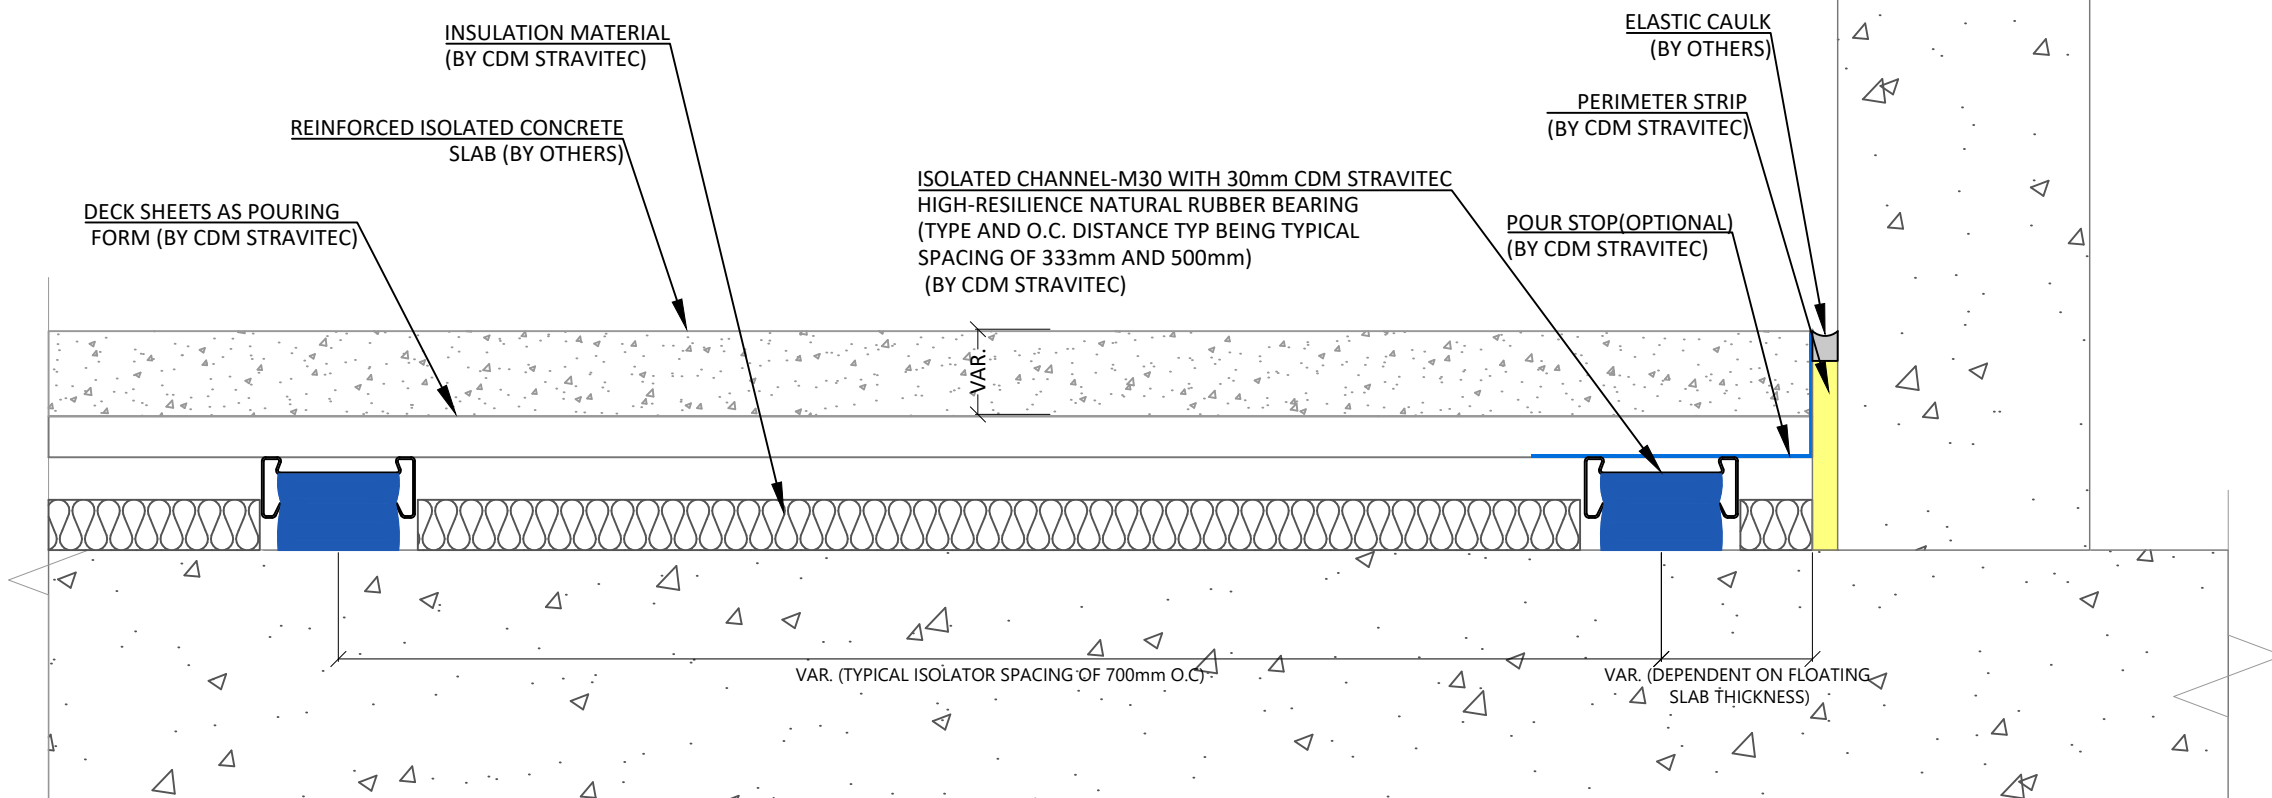 INSULATION MATERIAL
(BY CDM STRAVITEC)
REINFORCED ISOLATED CONCRETE
SLAB (BY OTHERS)
DECK SHEETS AS POURING
FORM (BY CDM STRAVITEC)
ISOLATED CHANNEL-M30 WITH 30mm CDM STRAVITEC
HIGH-RESILIENCE NATURAL RUBBER BEARING
(TYPE AND O.C. DISTANCE TYP BEING TYPICAL
SPACING OF 333mm AND 500mm)
(BY CDM STRAVITEC)
ELASTIC CAULK
(BY OTHERS)
PERIMETER STRIP
(BY CDM STRAVITEC)
POUR STOP(OPTIONAL)
(BY CDM STRAVITEC)
VAR.
VAR. (TYPICAL ISOLATOR SPACING OF 700mm O.C)
VAR. (DEPENDENT ON FLOATING
SLAB THICKNESS)